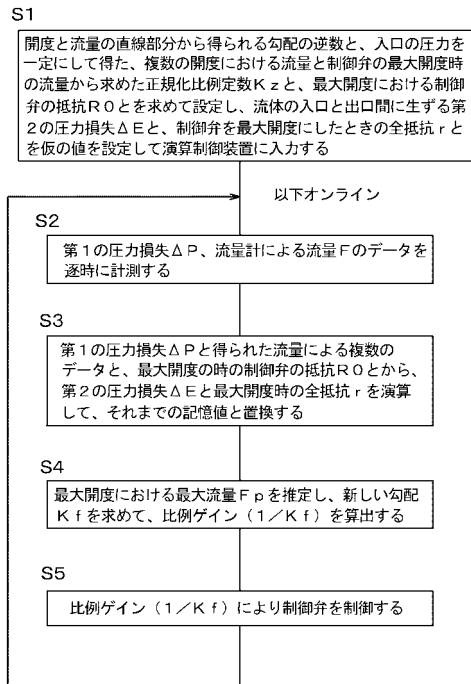 S1
開度と流量の直線部分から得られる勾配の逆数と、入口の圧力を
一定にして得た、複数の開度における流量と制御弁の最大開度時
の流量から求めた正規化比例定数Kzと、最大開度における制御
弁の抵抗R0とを求めて設定し、流体の入口と出口間に生ずる第
2の圧力損失ΔEと、制御弁を最大開度にしたときの全抵抗rと
を仮の値を設定して演算制御装置に入力する
以下オンライン
S2
第1の圧力損失ΔP、流量計による流量Fのデータを
逐時に計測する
S3
第1の圧力損失ΔPと得られた流量による複数の
データと、最大開度の時の制御弁の抵抗R0とから、
第2の圧力損失ΔEと最大開度時の全抵抗rを演算
して、それまでの記憶値と置換する
S4
最大開度における最大流量Fpを推定し、新しい勾配
Kfを求めて、比例ゲイン(1/Kf)を算出する
S5
比例ゲイン(1/Kf)により制御弁を制御する